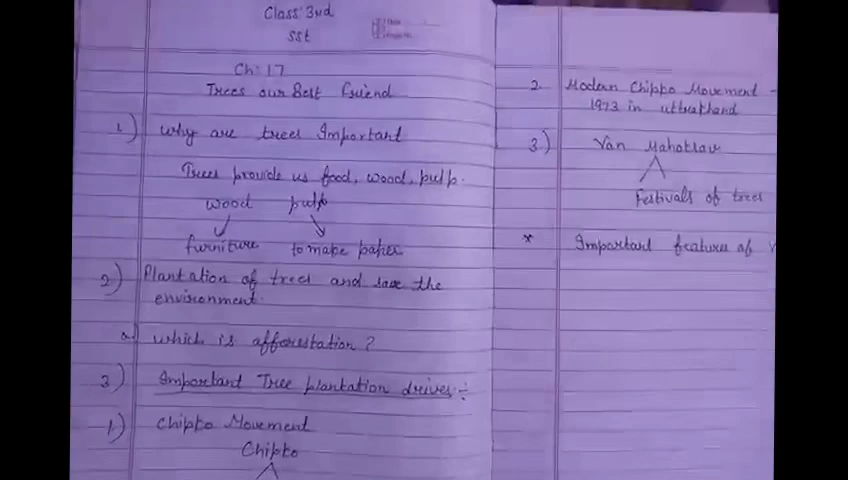 Class: 3rd
SSt
Ch: 17
Trees our Best Friend
1.) Why are trees Important
Trees provide us food, wood, pulp.
wood pulp
furniture to make paper
2) Plantation of trees and save the
environment.
a) which is afforestation?
3) Important Tree plantation drives:-
1.) Chipko Movement
Chipko
2. Modern Chipko Movement -
1973 in uttrakhand
3.) Van Mahotsav
Festivals of trees
* Important features of